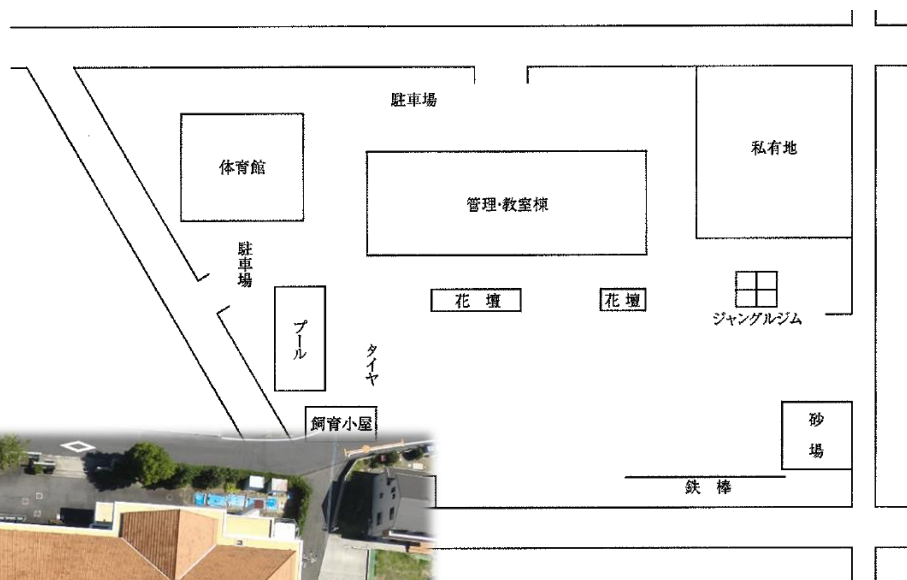 駐車場
体育館
私有地
管理・教室棟
駐車場
花壇
花壇
ジャングルジム
プール
タイヤ
飼育小屋
砂場
鉄棒